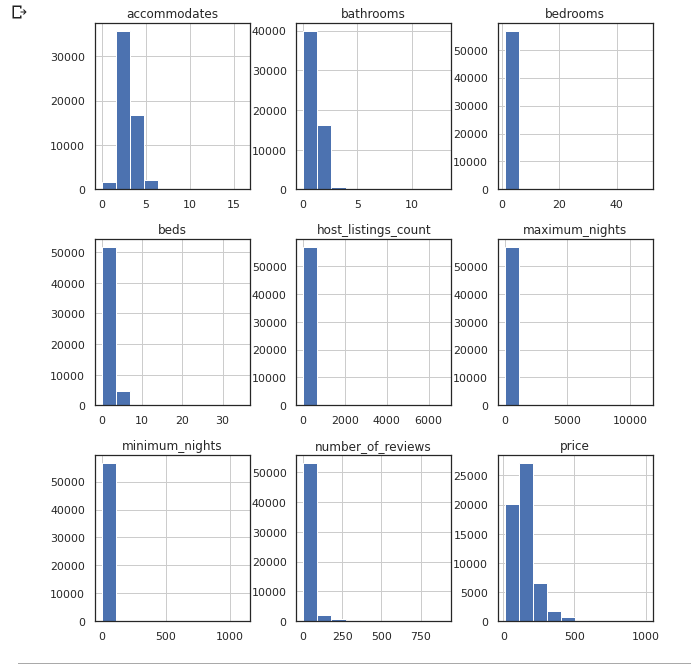 accommodates bathrooms bedrooms
30000 20000 10000 0
40000 30000 20000 10000 0
50000 40000 30000 20000 10000 0
0 5 10 15 0 5 10 0 20 40
beds host_listings_count maximum_nights
50000 40000 30000 20000 10000 0
50000 40000 30000 20000 10000 0
50000 40000 30000 20000 10000 0
0 10 20 30 0 2000 4000 6000 0 5000 10000
minimum_nights number_of_reviews price
50000 40000 30000 20000 10000 0
50000 40000 30000 20000 10000 0
25000 20000 15000 10000 5000 0
0 500 1000 0 250 500 750 0 500 1000